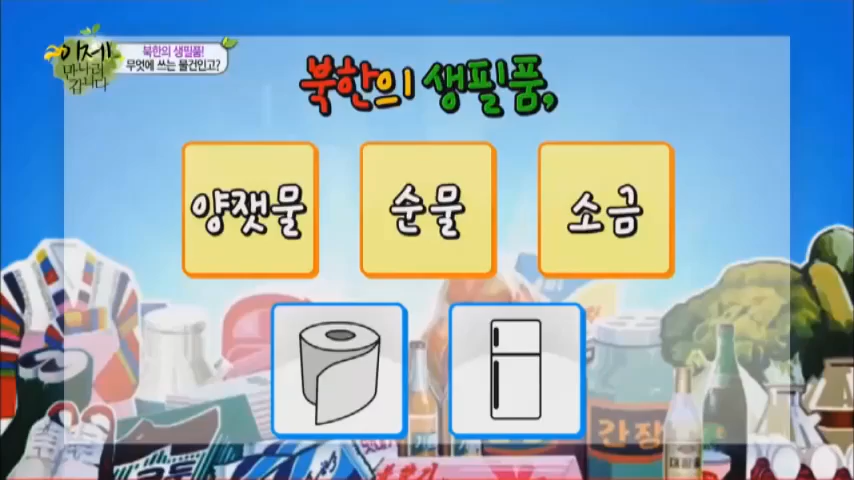 이제
만나러
갑니다
북한의 생필품!
무엇에 쓰는 물건인고?
북한의 생필품,
양잿물
순물
소금
간장